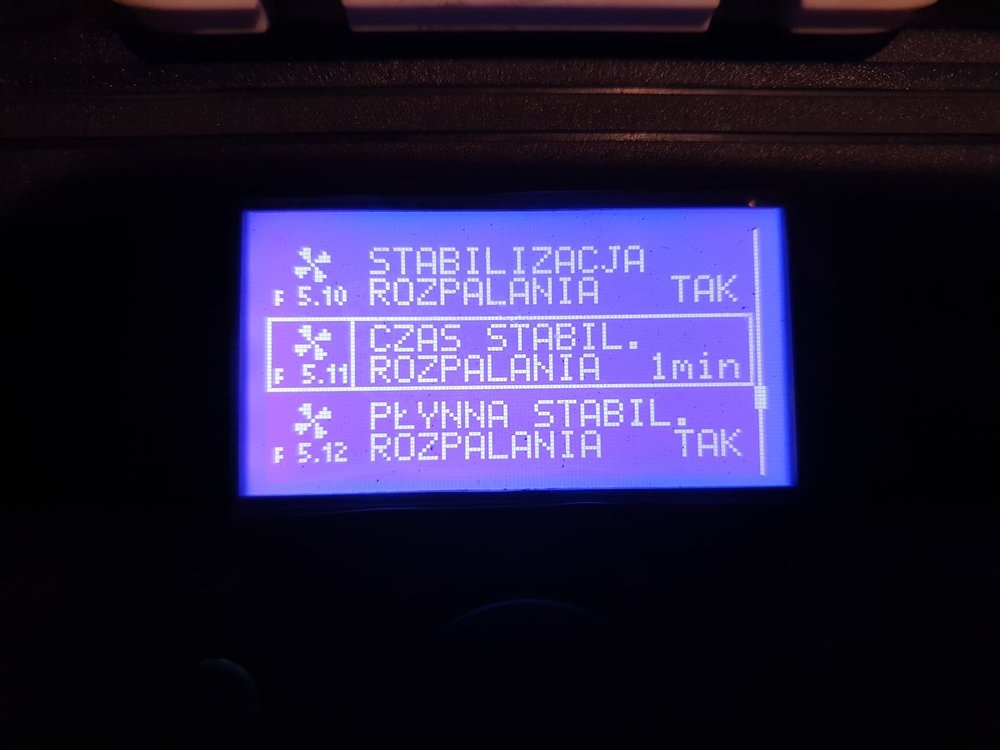 STABILIZACJA
F 5.10 ROZPALANIA TAK
CZAS STABIL.
F 5.11 ROZPALANIA 1min
PŁYNNA STABIL.
F 5.12 ROZPALANIA TAK